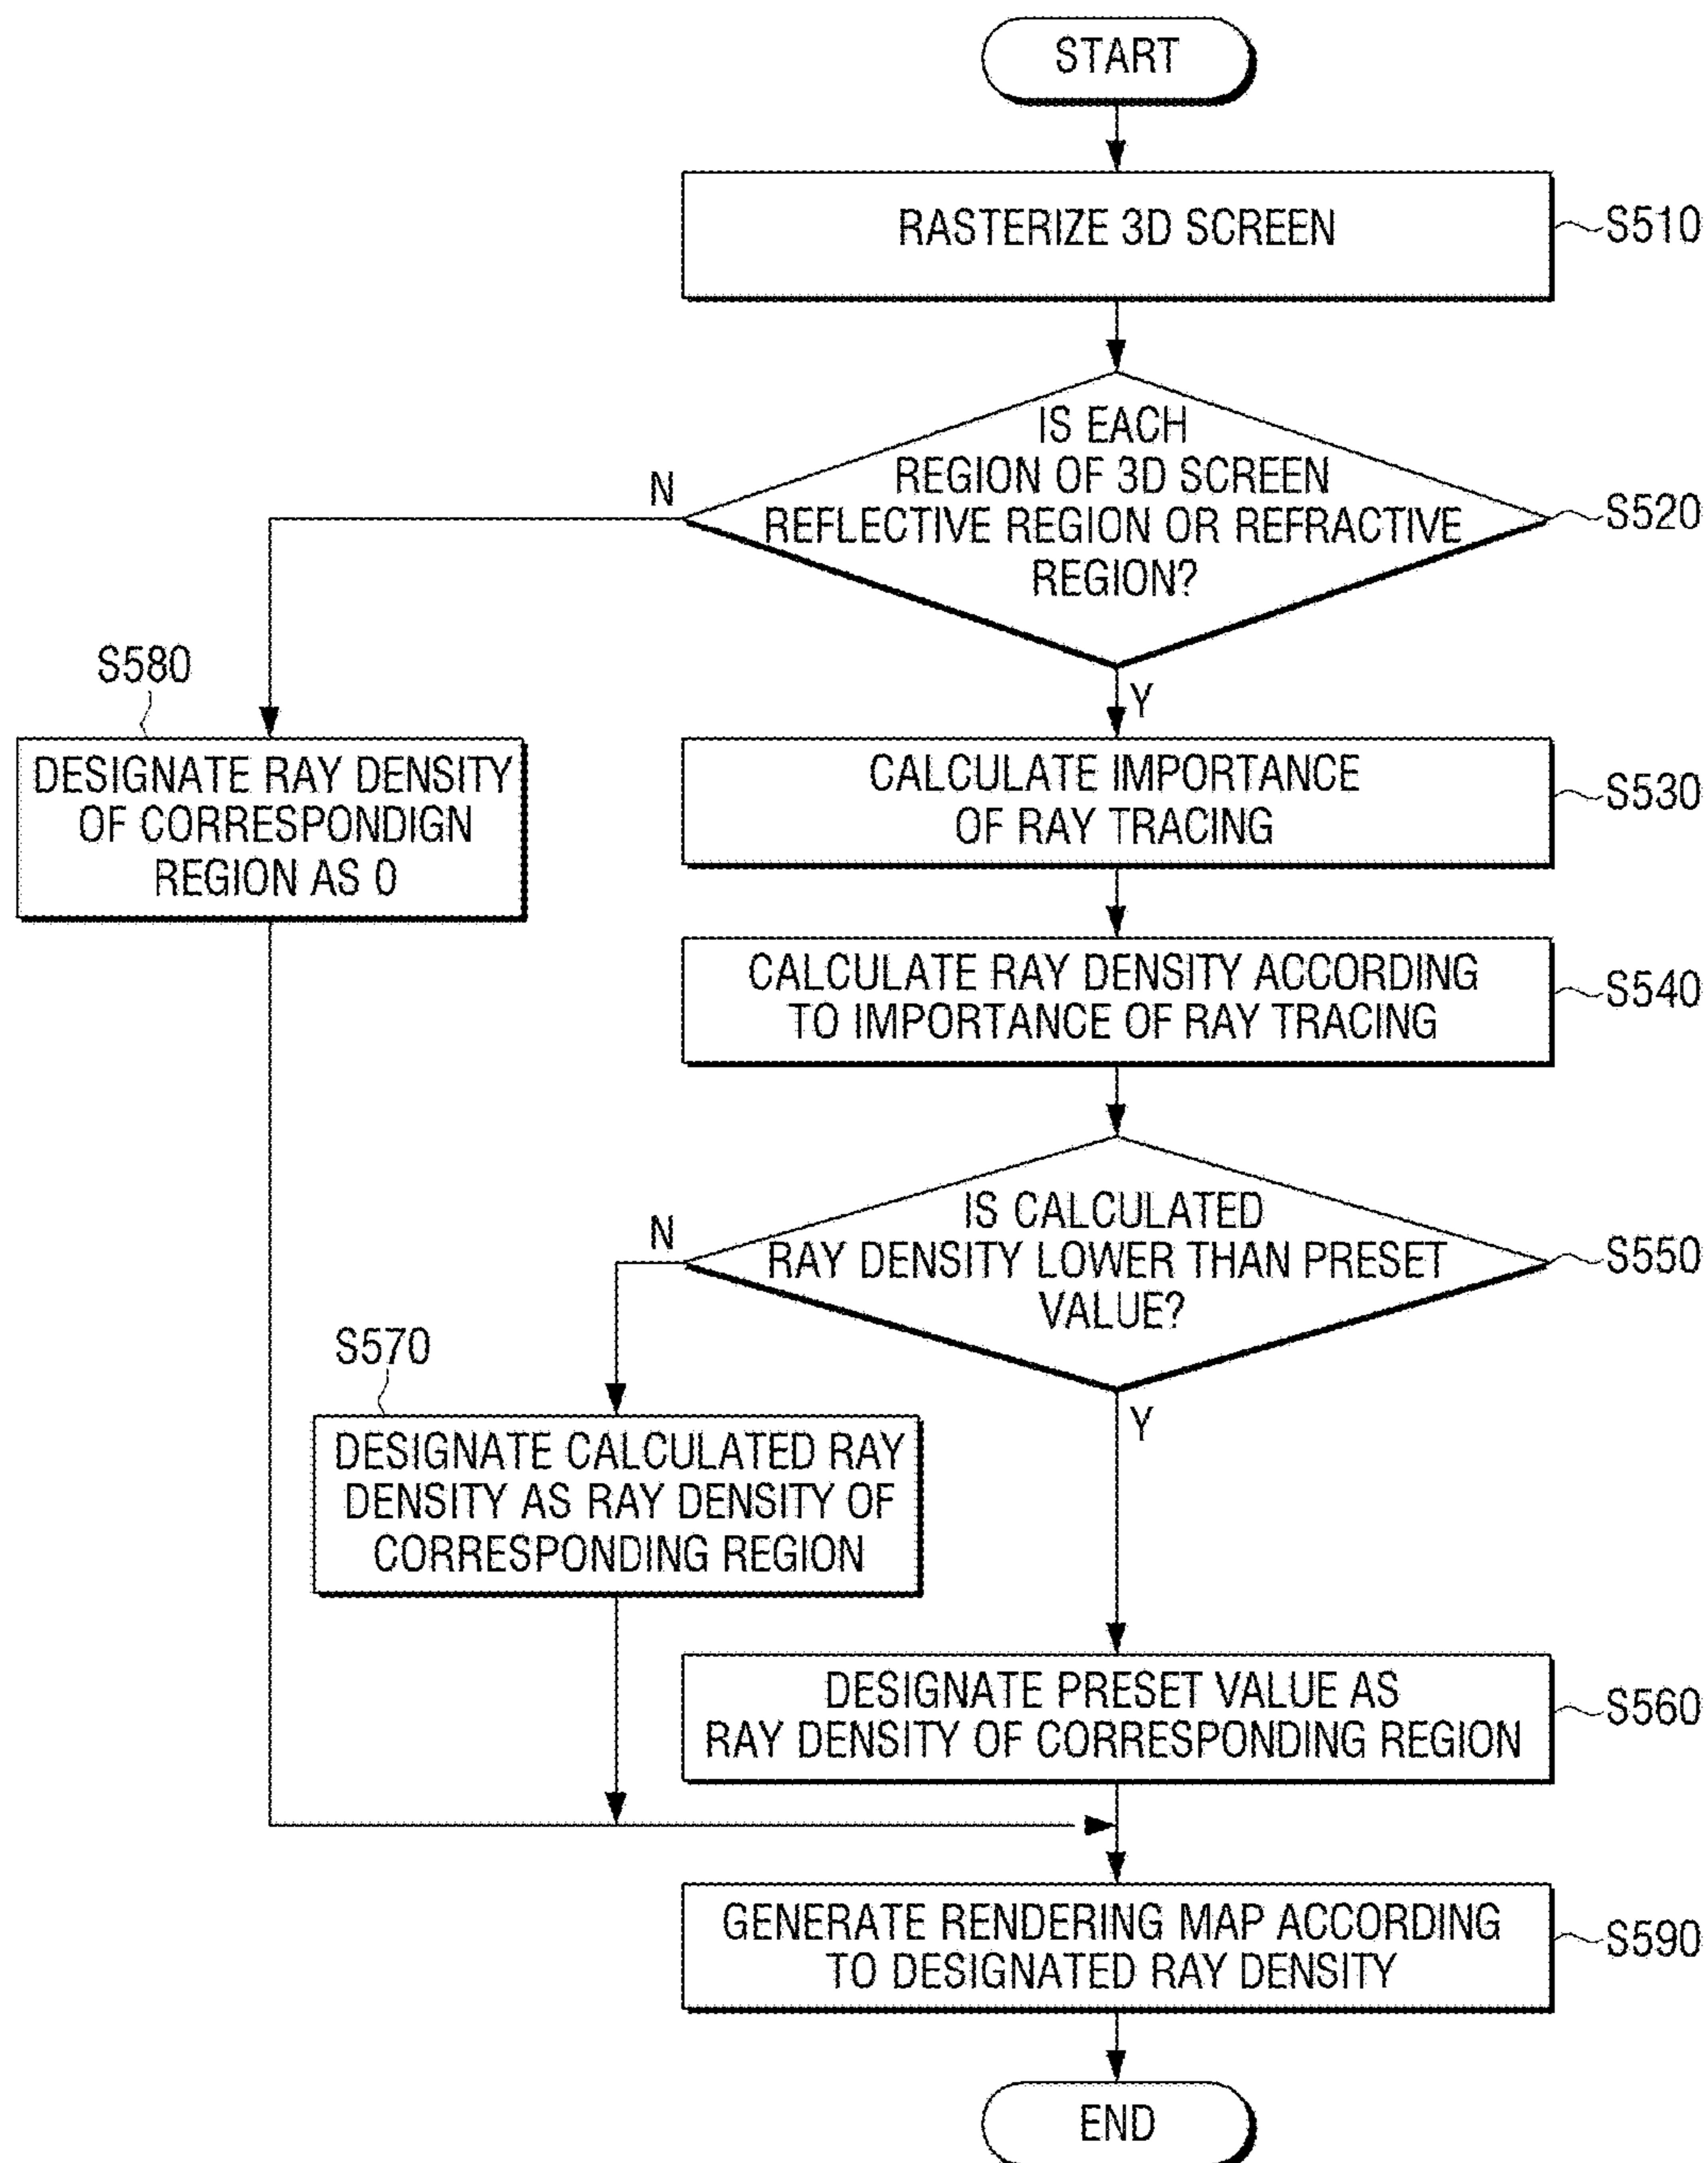 START
RASTERIZE 3D SCREEN
S510
IS EACH
REGION OF 3D SCREEN
REFLECTIVE REGION OR REFRACTIVE
REGION?
S520
N
Y
S580
DESIGNATE RAY DENSITY
OF CORRESPONDIGN
REGION AS 0
CALCULATE IMPORTANCE
OF RAY TRACING
S530
CALCULATE RAY DENSITY ACCORDING
TO IMPORTANCE OF RAY TRACING
S540
IS CALCULATED
RAY DENSITY LOWER THAN PRESET
VALUE?
S550
N
Y
S570
DESIGNATE CALCULATED RAY
DENSITY AS RAY DENSITY OF
CORRESPONDING REGION
DESIGNATE PRESET VALUE AS
RAY DENSITY OF CORRESPONDING REGION
S560
GENERATE RENDERING MAP ACCORDING
TO DESIGNATED RAY DENSITY
S590
END